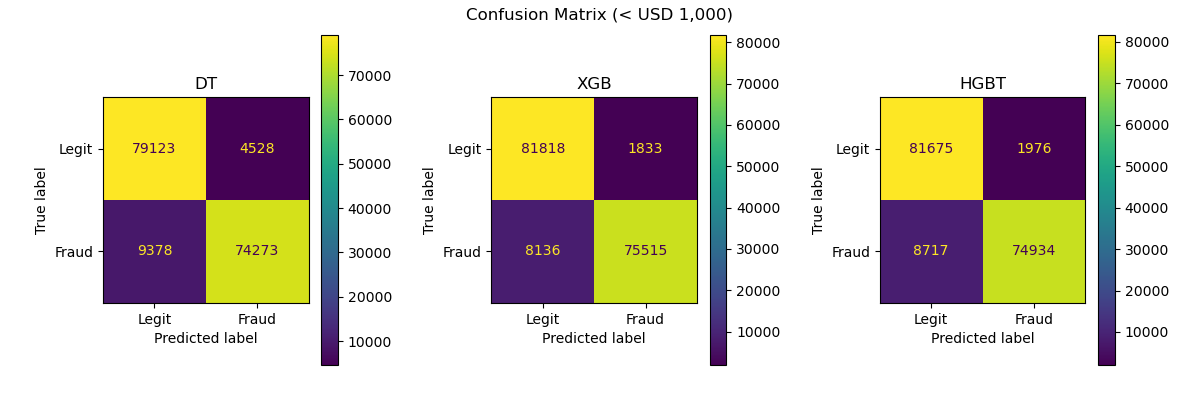 Confusion Matrix (< USD 1,000)
DT
True label
Legit
Fraud
79123 4528
9378 74273
Legit Fraud
Predicted label
70000
60000
50000
40000
30000
20000
10000
XGB
True label
Legit
Fraud
81818 1833
8136 75515
Legit Fraud
Predicted label
80000
70000
60000
50000
40000
30000
20000
10000
HGBT
True label
Legit
Fraud
81675 1976
8717 74934
Legit Fraud
Predicted label
80000
70000
60000
50000
40000
30000
20000
10000